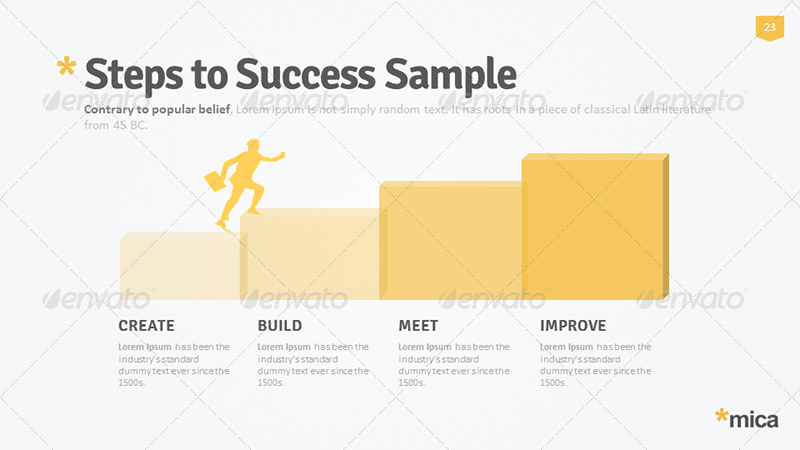 23
* Steps to Success Sample
Contrary to popular belief, Lorem Ipsum is not simply random text. It has roots in a piece of classical Latin literature
from 45 BC.
envato envato envato envato
envato envato envato envato
CREATE BUILD MEET IMPROVE
Lorem Ipsum has been the
industry's standard
dummy text ever since the
1500s.
Lorem Ipsum has been the
industry's standard
dummy text ever since the
1500s.
Lorem Ipsum has been the
industry's standard
dummy text ever since the
1500s.
Lorem Ipsum has been the
industry's standard
dummy text ever since the
1500s.
*mica